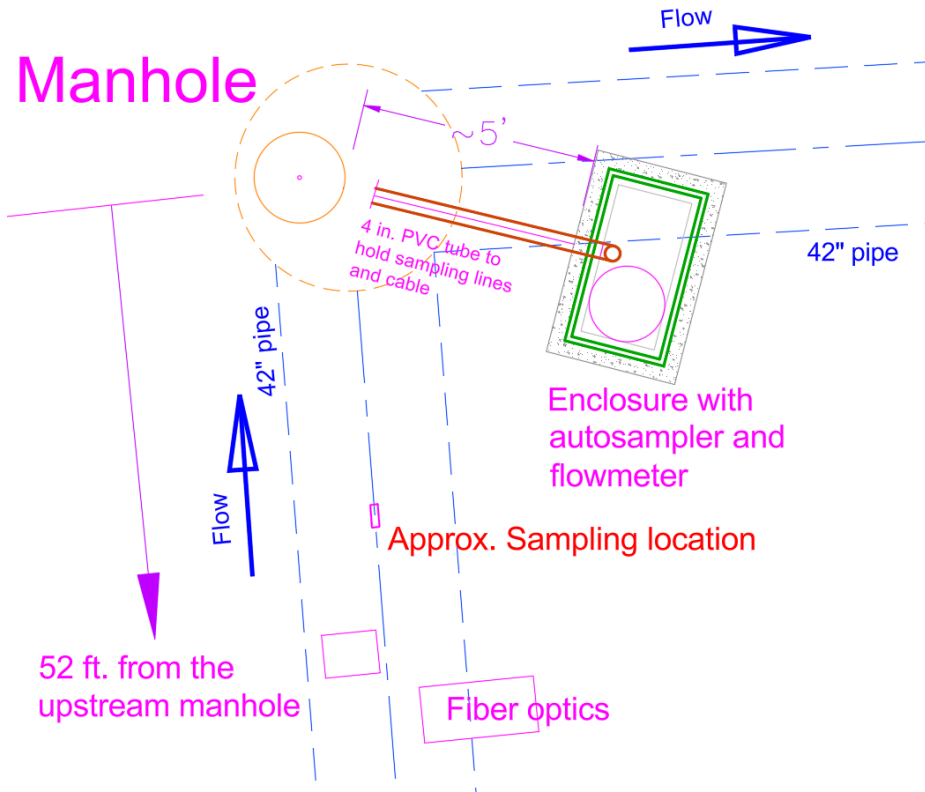 Flow
Manhole
~5'
4 in. PVC tube to
hold sampling lines
and cable
42" pipe
42" pipe
Enclosure with
autosampler and
flowmeter
Flow
Approx. Sampling location
52 ft. from the
upstream manhole
Fiber optics